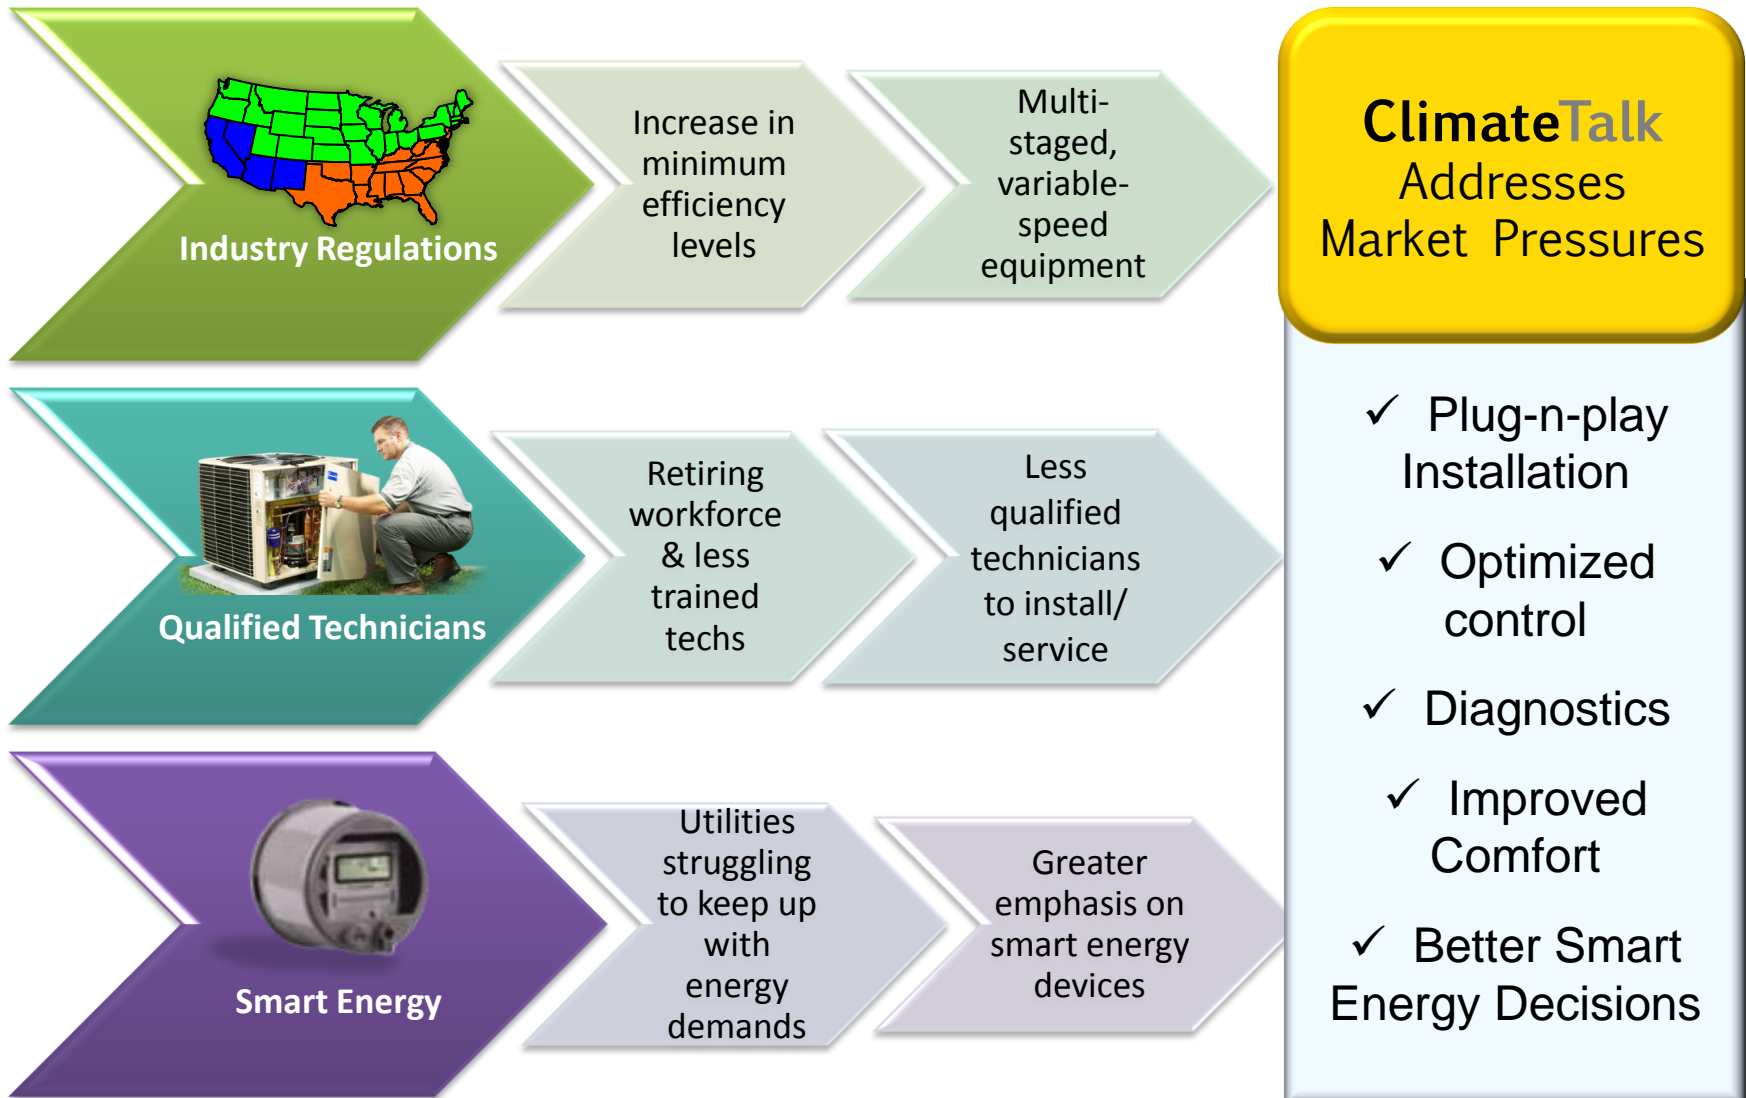 Industry Regulations
Increase in
minimum
efficiency
levels
Multi-
staged,
variable-
speed
equipment
Qualified Technicians
Retiring
workforce
& less
trained
techs
Less
qualified
technicians
to install/
service
Smart Energy
Utilities
struggling
to keep up
with
energy
demands
Greater
emphasis on
smart energy
devices
ClimateTalk
Addresses
Market Pressures
✓ Plug-n-play
Installation
✓ Optimized
control
✓ Diagnostics
✓ Improved
Comfort
✓ Better Smart
Energy Decisions